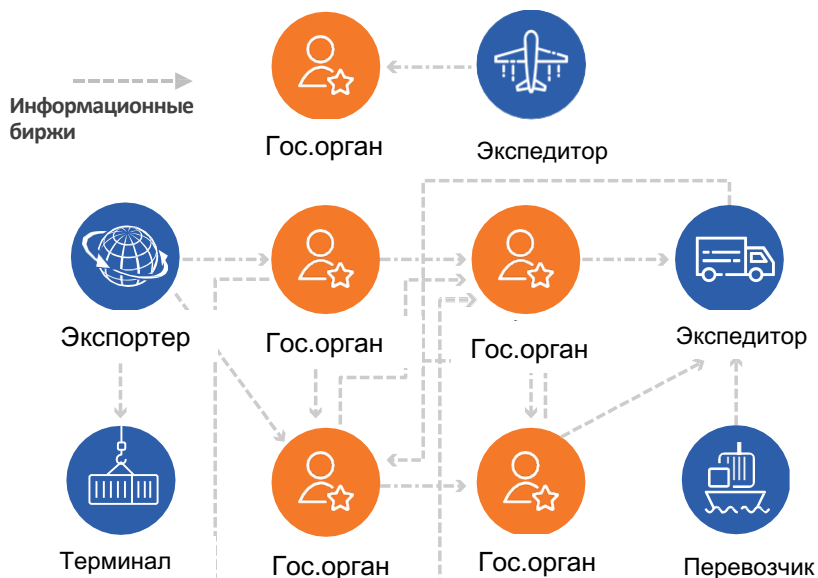 Информационные
биржи
Гос.орган
Экспедитор
Экспортер
Гос.орган
Гос.орган
Экспедитор
Терминал
Гос.орган
Гос.орган
Перевозчик